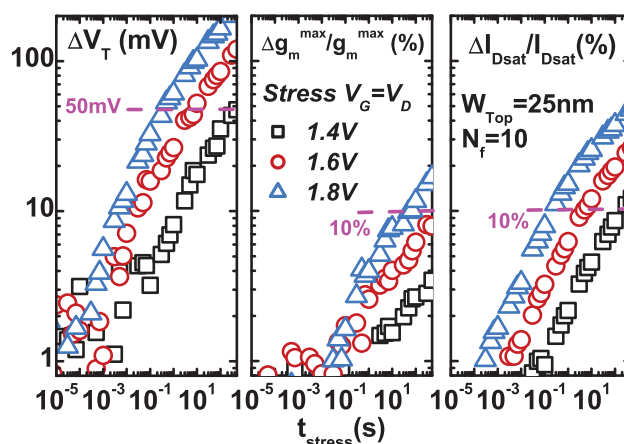 ΔV_T (mV)
Δg_m^max/g_m^max (%)
ΔI_Dsat/I_Dsat(%)
100
10
1
50mV
Stress V_G=V_D
1.4V
1.6V
1.8V
10%
W_Top=25nm
N_f=10
10%
10^-5 10^-3 10^-1 10^1 10^-5 10^-3 10^-1 10^1 10^-5 10^-3 10^-1 10^1
t_stress(s)